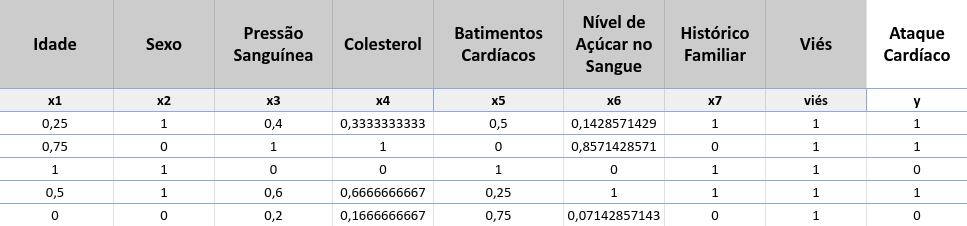 Idade Sexo Pressão Sanguínea Colesterol Batimentos Cardíacos Nível de Açúcar no Sangue Histórico Familiar Viés Ataque Cardíaco
x1 x2 x3 x4 x5 x6 x7 viés y
0,25 1 0,4 0,3333333333 0,5 0,1428571429 1 1 1
0,75 0 1 1 0 0,8571428571 0 1 1
1 1 0 0 1 0 1 1 0
0,5 1 0,6 0,6666666667 0,25 1 1 1 1
0 0 0,2 0,1666666667 0,75 0,07142857143 0 1 0